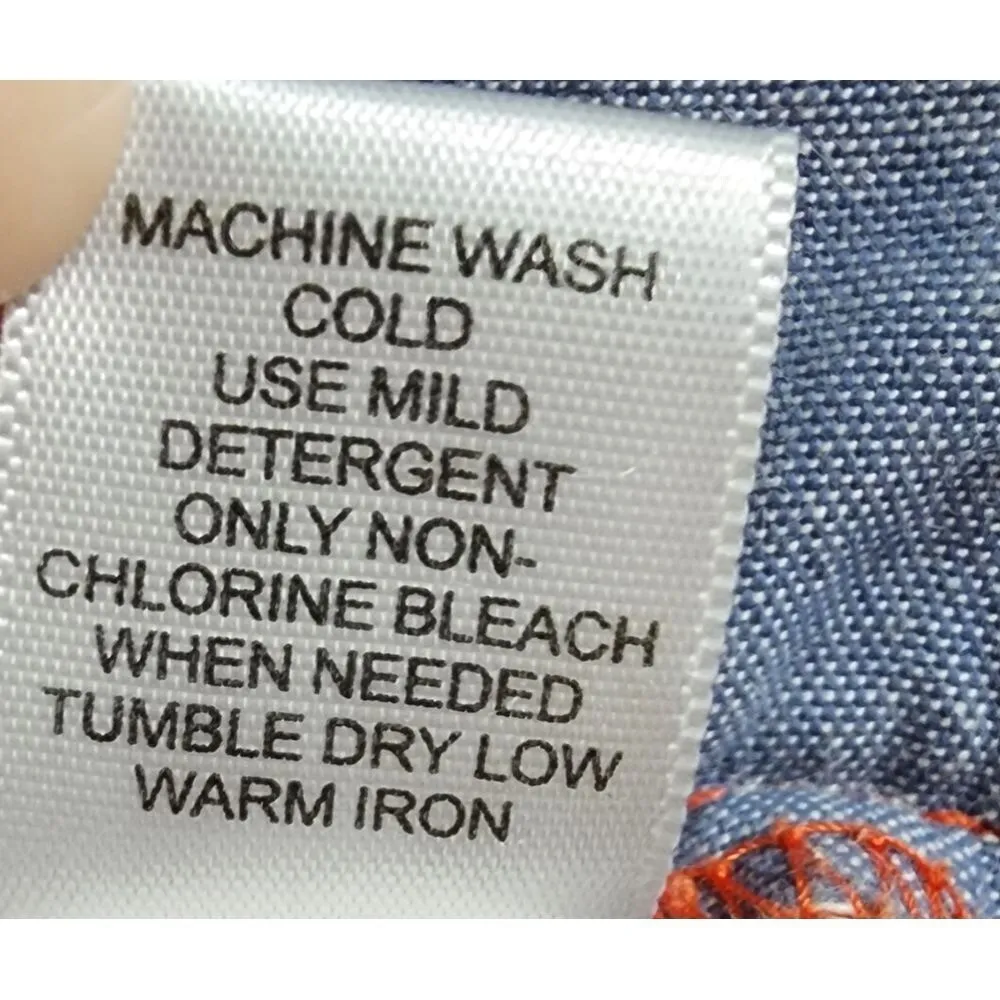 MACHINE WASH
COLD
USE MILD
DETERGENT
ONLY NON-
CHLORINE BLEACH
WHEN NEEDED
TUMBLE DRY LOW
WARM IRON